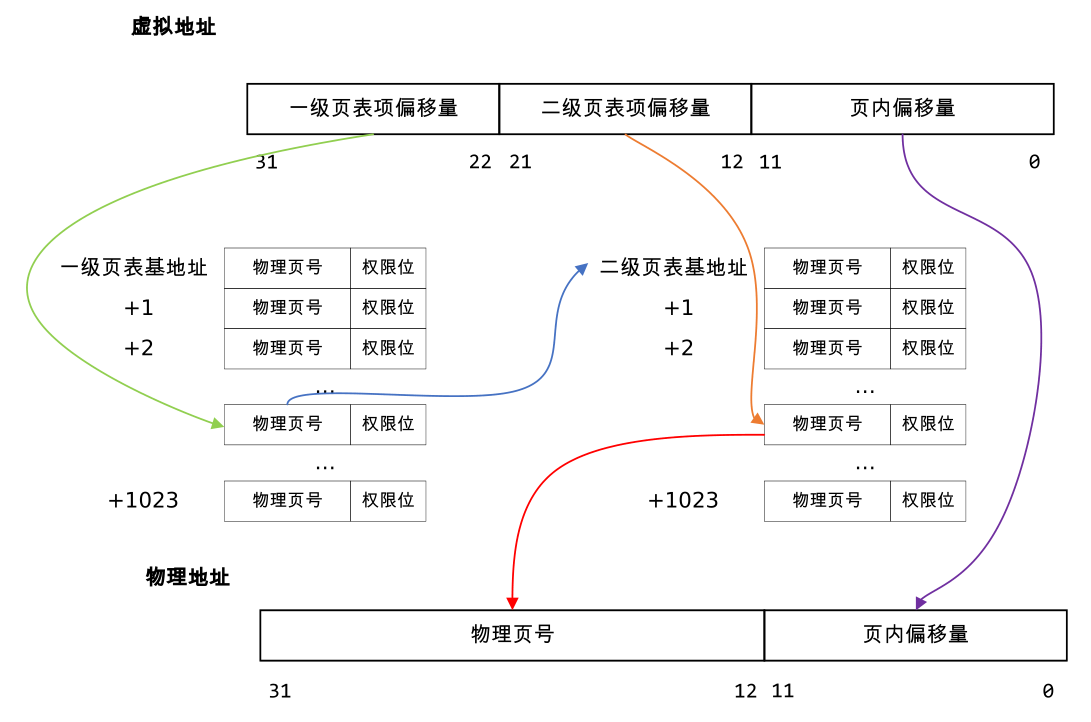 虚拟地址
一级页表项偏移量 二级页表项偏移量 页内偏移量
31 22 21 12 11 0
一级页表基地址 物理页号 权限位 二级页表基地址 物理页号 权限位
+1 物理页号 权限位 +1 物理页号 权限位
+2 物理页号 权限位 +2 物理页号 权限位
... ...
物理页号 权限位 物理页号 权限位
... ...
+1023 物理页号 权限位 +1023 物理页号 权限位
物理地址
物理页号 页内偏移量
31 12 11 0